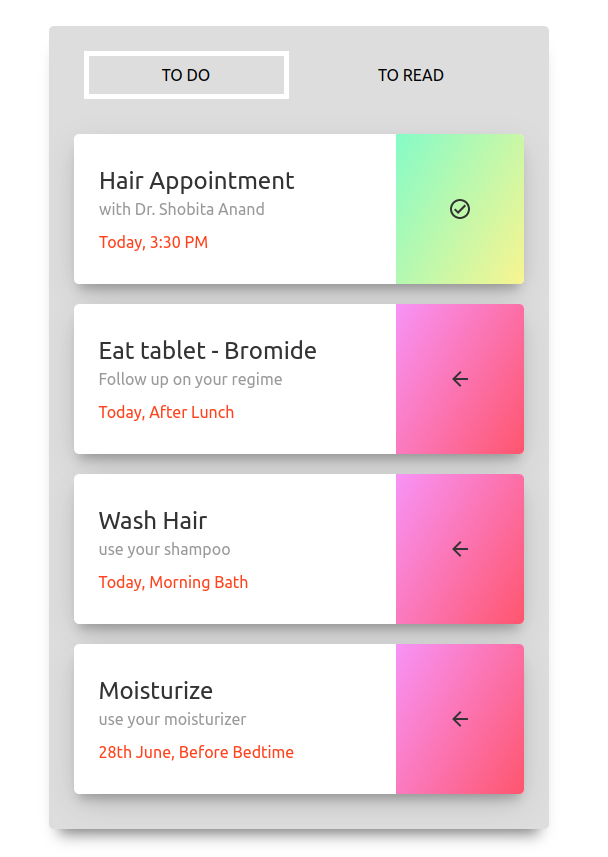 TO DO
TO READ
Hair Appointment
with Dr. Shobita Anand
Today, 3:30 PM
Eat tablet - Bromide
Follow up on your regime
Today, After Lunch
Wash Hair
use your shampoo
Today, Morning Bath
Moisturize
use your moisturizer
28th June, Before Bedtime